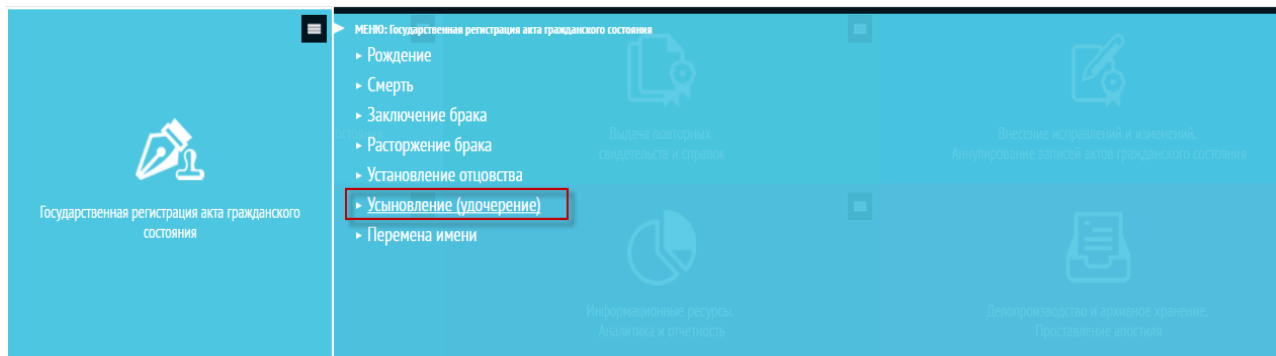 МЕНЮ: Государственная регистрация акта гражданского состояния
▸ Рождение
▸ Смерть
▸ Заключение брака
▸ Расторжение брака
▸ Установление отцовства
▸ Усыновление (удочерение)
▸ Перемена имени
Государственная регистрация акта гражданского
состояния
Выдача повторных
свидетельств и справок
Внесение исправлений и изменений.
Аннулирование записей актов гражданского состояния
Информационные ресурсы.
Аналитика и отчетность
Делопроизводство и архивное хранение.
Проставление апостиля